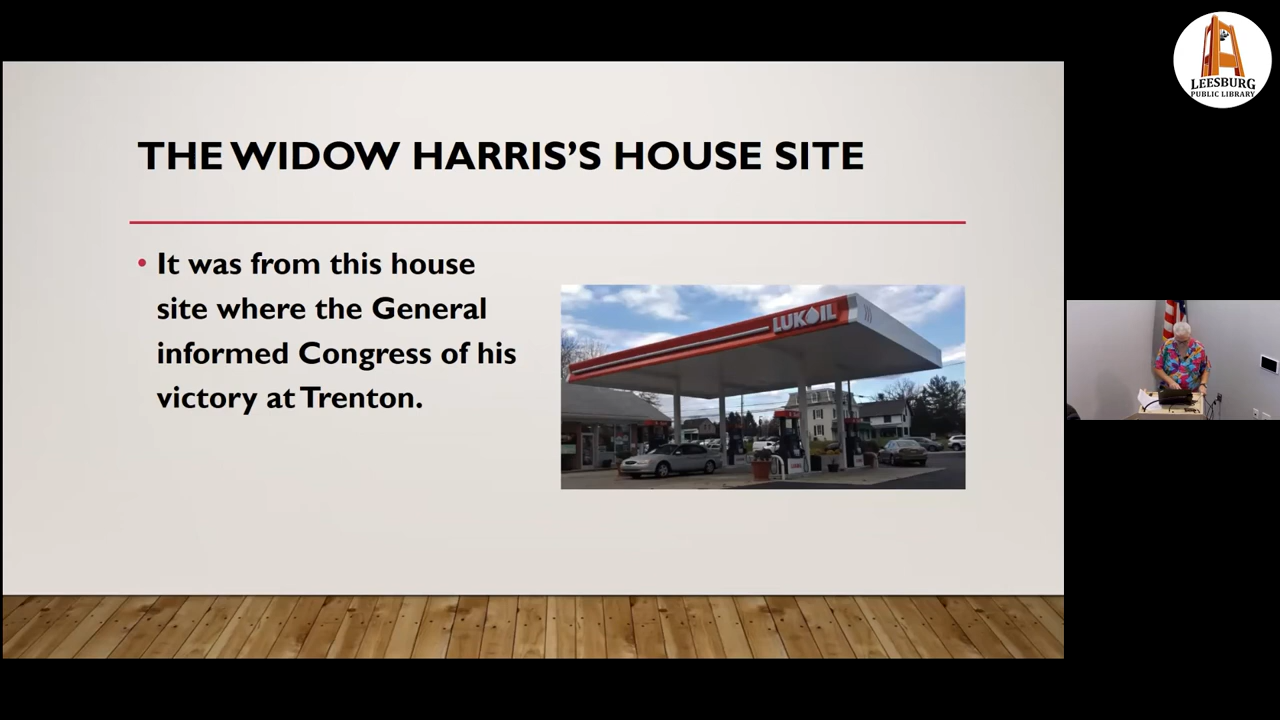 LEESBURG
PUBLIC LIBRARY
THE WIDOW HARRIS’S HOUSE SITE
• It was from this house
site where the General
informed Congress of his
victory at Trenton.
LUKOIL